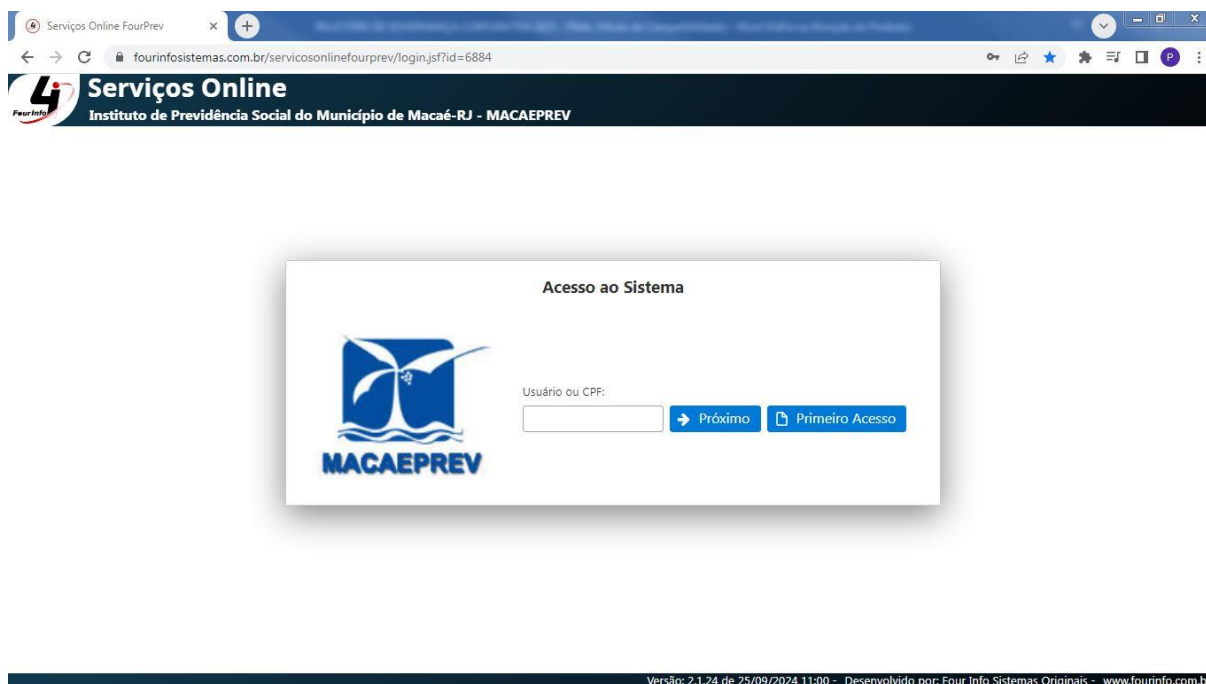 Serviços Online FourPrev
fourinfosistemas.com.br/servicosonlinefourprev/login.jsf?id=6884
P
4i
FourInfo
Serviços Online
Instituto de Previdência Social do Município de Macaé-RJ - MACAEPREV
Acesso ao Sistema
MACAEPREV
Usuário ou CPF:
Próximo
Primeiro Acesso
Versão: 2.1.24 de 25/09/2024 11:00 - Desenvolvido por: Four Info Sistemas Originais - www.fourinfo.com.b